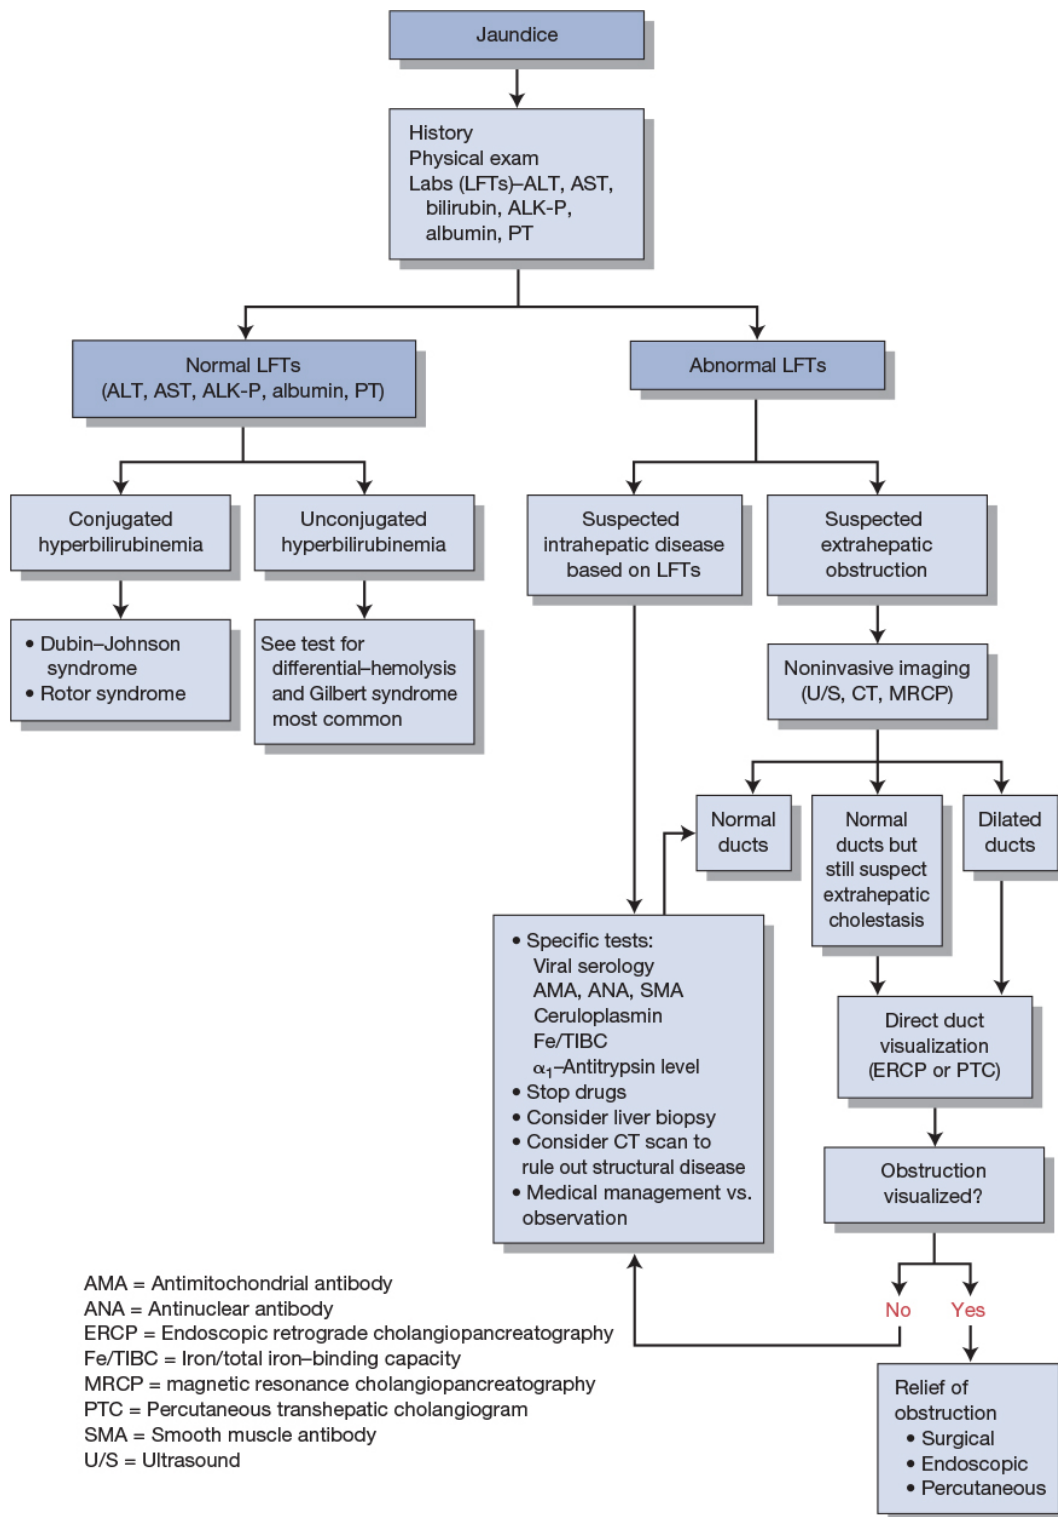 Jaundice
History
Physical exam
Labs (LFTs)–ALT, AST,
bilirubin, ALK-P,
albumin, PT
Normal LFTs
(ALT, AST, ALK-P, albumin, PT)
Abnormal LFTs
Conjugated
hyperbilirubinemia
Unconjugated
hyperbilirubinemia
Suspected
intrahepatic disease
based on LFTs
Suspected
extrahepatic
obstruction
• Dubin–Johnson
syndrome
• Rotor syndrome
See test for
differential–hemolysis
and Gilbert syndrome
most common
Noninvasive imaging
(U/S, CT, MRCP)
Normal
ducts
Normal
ducts but
still suspect
extrahepatic
cholestasis
Dilated
ducts
• Specific tests:
Viral serology
AMA, ANA, SMA
Ceruloplasmin
Fe/TIBC
α₁–Antitrypsin level
• Stop drugs
• Consider liver biopsy
• Consider CT scan to
rule out structural disease
• Medical management vs.
observation
Direct duct
visualization
(ERCP or PTC)
Obstruction
visualized?
No
Yes
Relief of
obstruction
• Surgical
• Endoscopic
• Percutaneous
AMA = Antimitochondrial antibody
ANA = Antinuclear antibody
ERCP = Endoscopic retrograde cholangiopancreatography
Fe/TIBC = Iron/total iron–binding capacity
MRCP = magnetic resonance cholangiopancreatography
PTC = Percutaneous transhepatic cholangiogram
SMA = Smooth muscle antibody
U/S = Ultrasound